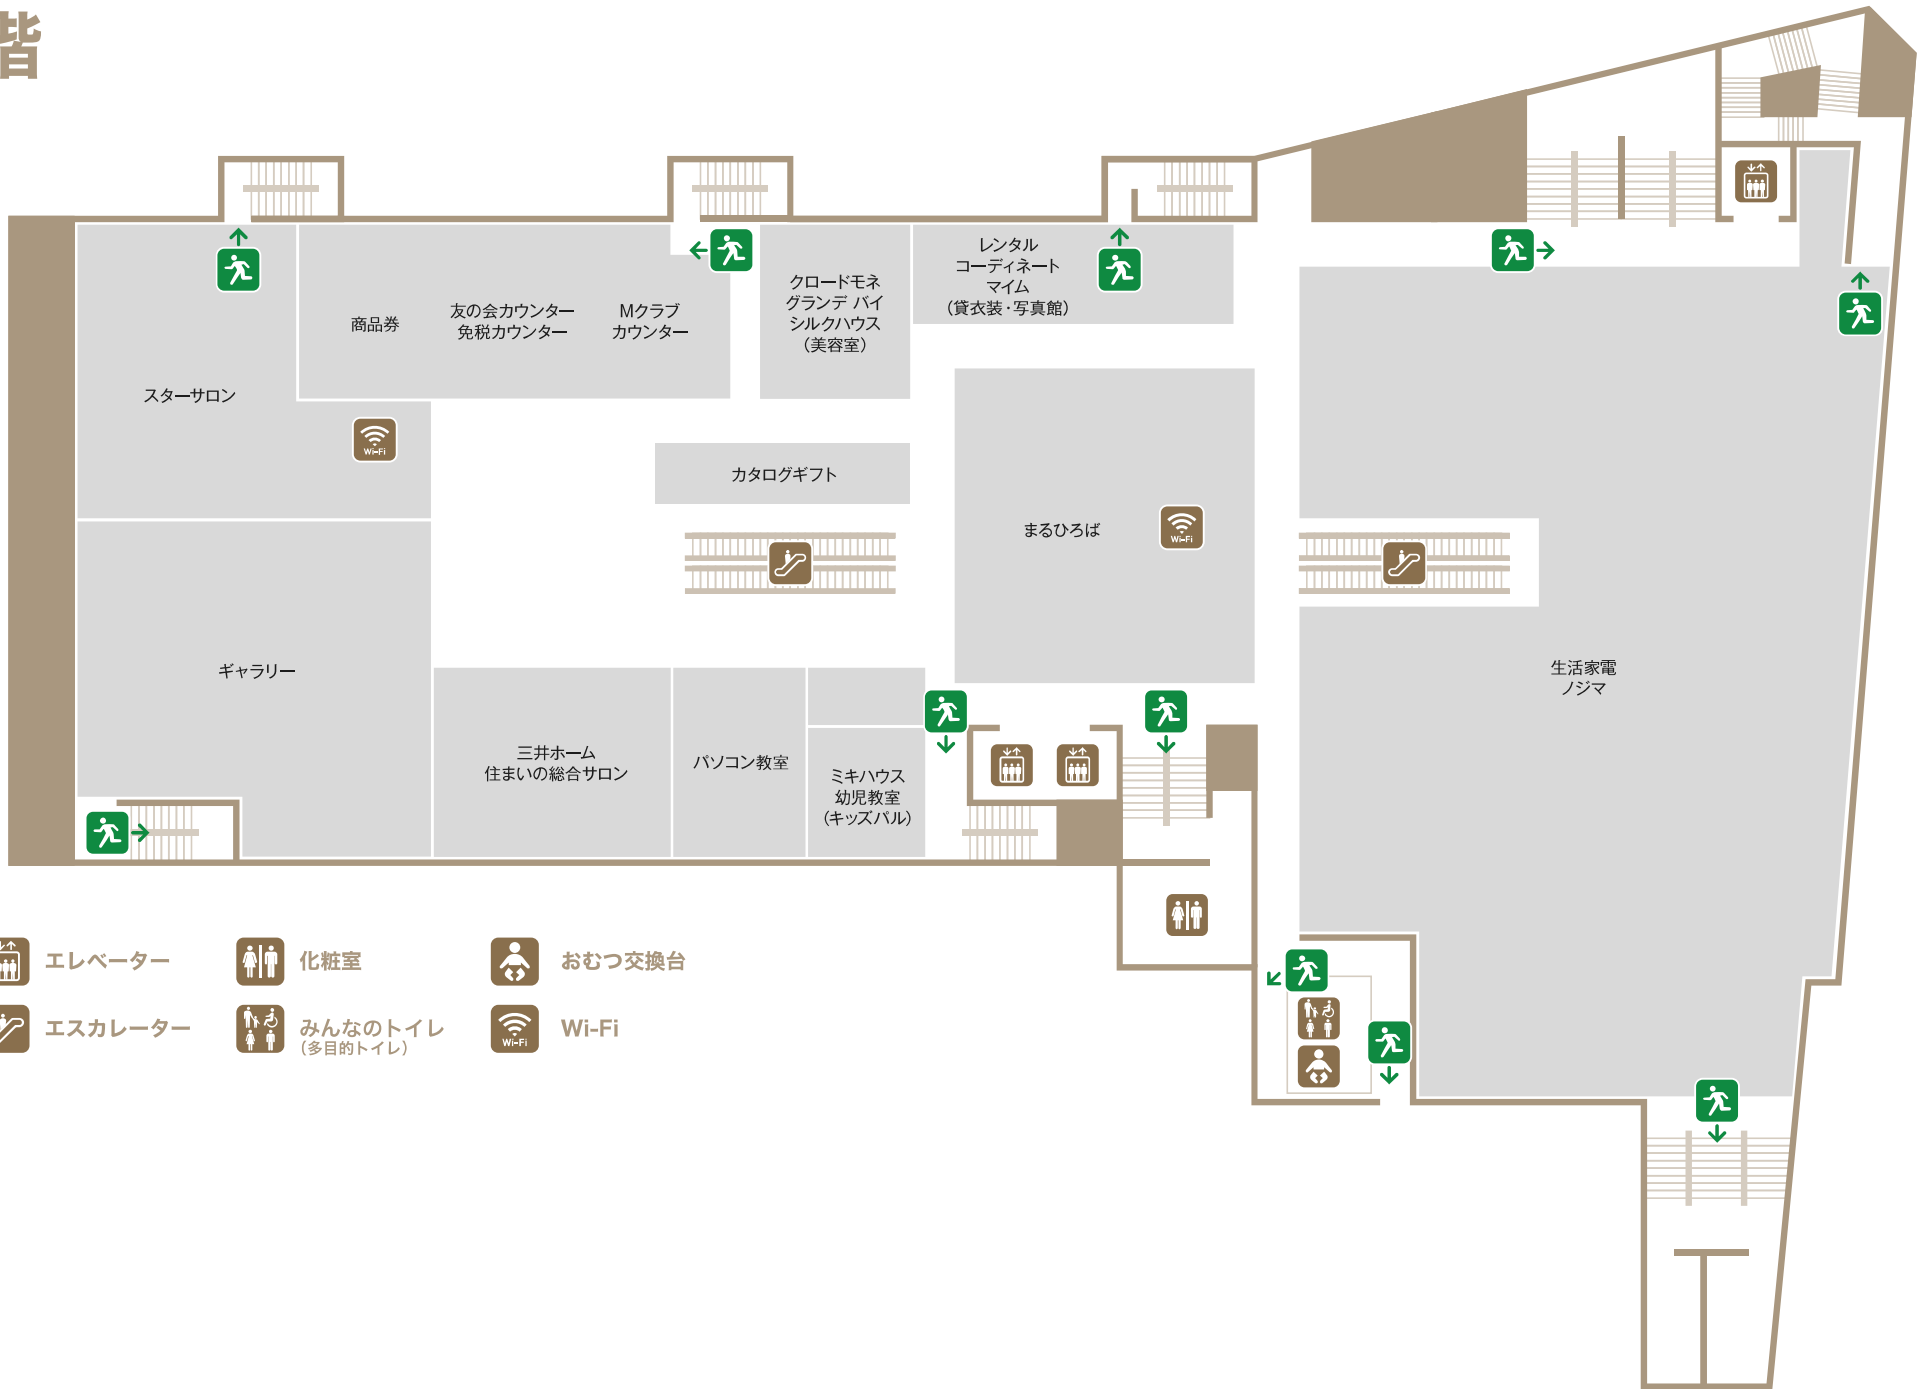 階
レンタル
コーディネート
マイム
（貸衣装・写真館）
クロードモネ
グランデ バイ
シルクハウス
（美容室）
商品券
友の会カウンター
免税カウンター
Mクラブ
カウンター
スターサロン
Wi-Fi
カタログギフト
まるひろば
Wi-Fi
ギャラリー
生活家電
ノジマ
三井ホーム
住まいの総合サロン
パソコン教室
ミキハウス
幼児教室
(キッズパル)
エレベーター
化粧室
おむつ交換台
エスカレーター
みんなのトイレ
（多目的トイレ）
Wi-Fi
Wi-Fi